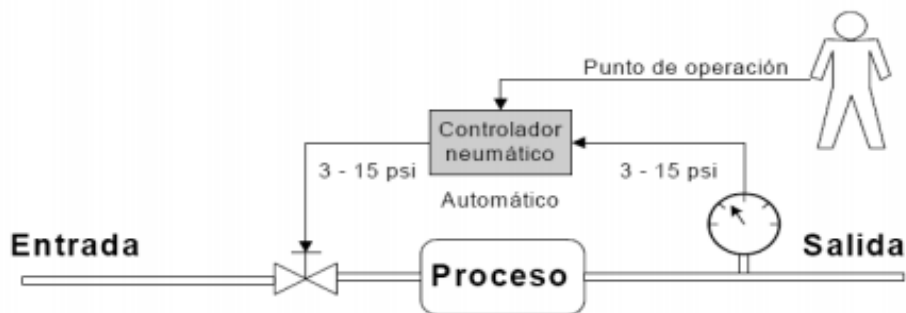 Punto de operación
Controlador
neumático
3 - 15 psi
3 - 15 psi
Automático
Entrada
Salida
Proceso